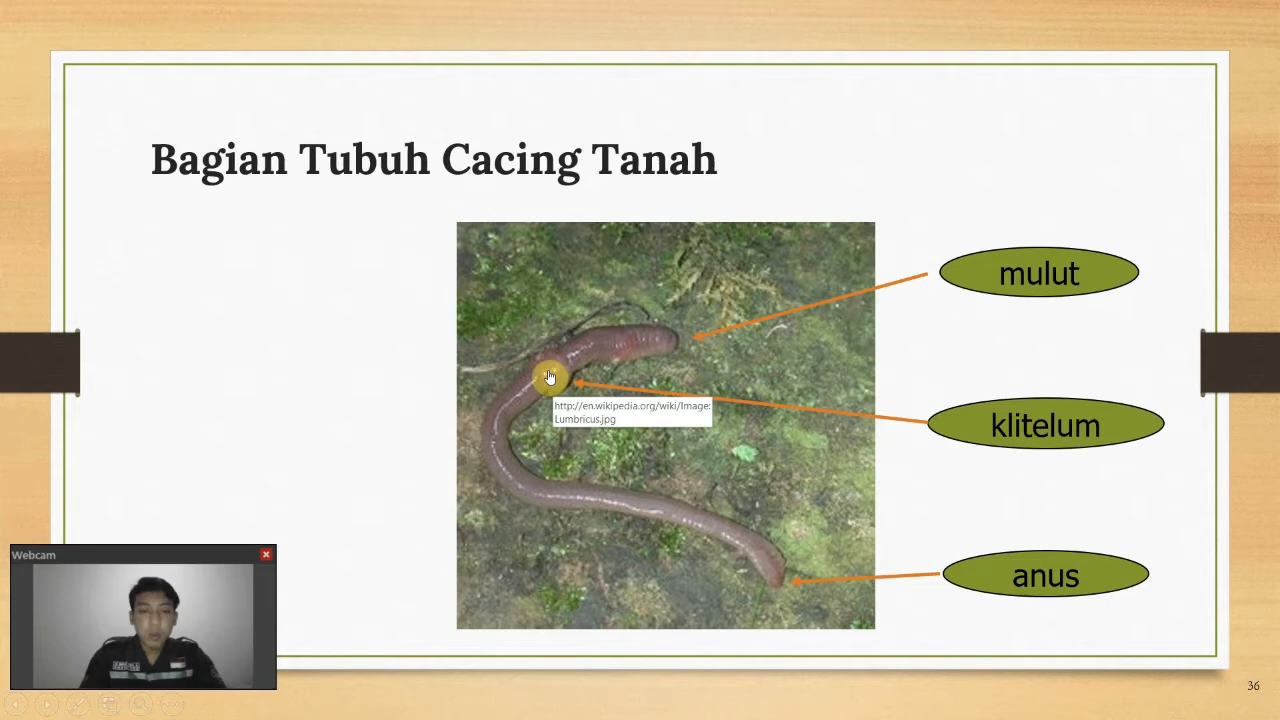 Bagian Tubuh Cacing Tanah
mulut
klitelum
http://en.wikipedia.org/wiki/Image:
Lumbricus.jpg
anus
Webcam
36